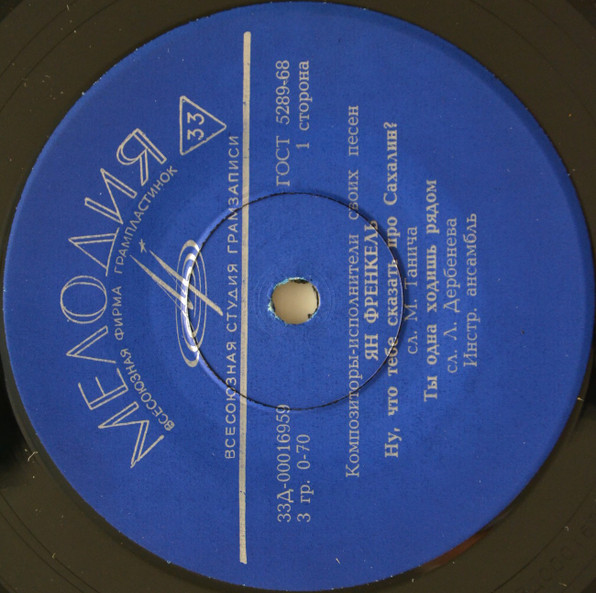 МЕЛОДИЯ
33
ВСЕСОЮЗНАЯ ФИРМА ГРАМПЛАСТИНОК
ВСЕСОЮЗНАЯ СТУДИЯ ГРАМЗАПИСИ
33Д-00016959 ГОСТ 5289-68
3 гр. 0-70 1 сторона
Композиторы-исполнители своих песен
ЯН ФРЕНКЕЛЬ
Ну, что тебе сказать про Сахалин?
сл. М. Танича
Ты одна ходишь рядом
сл. Л. Дербенева
Инстр. ансамбль